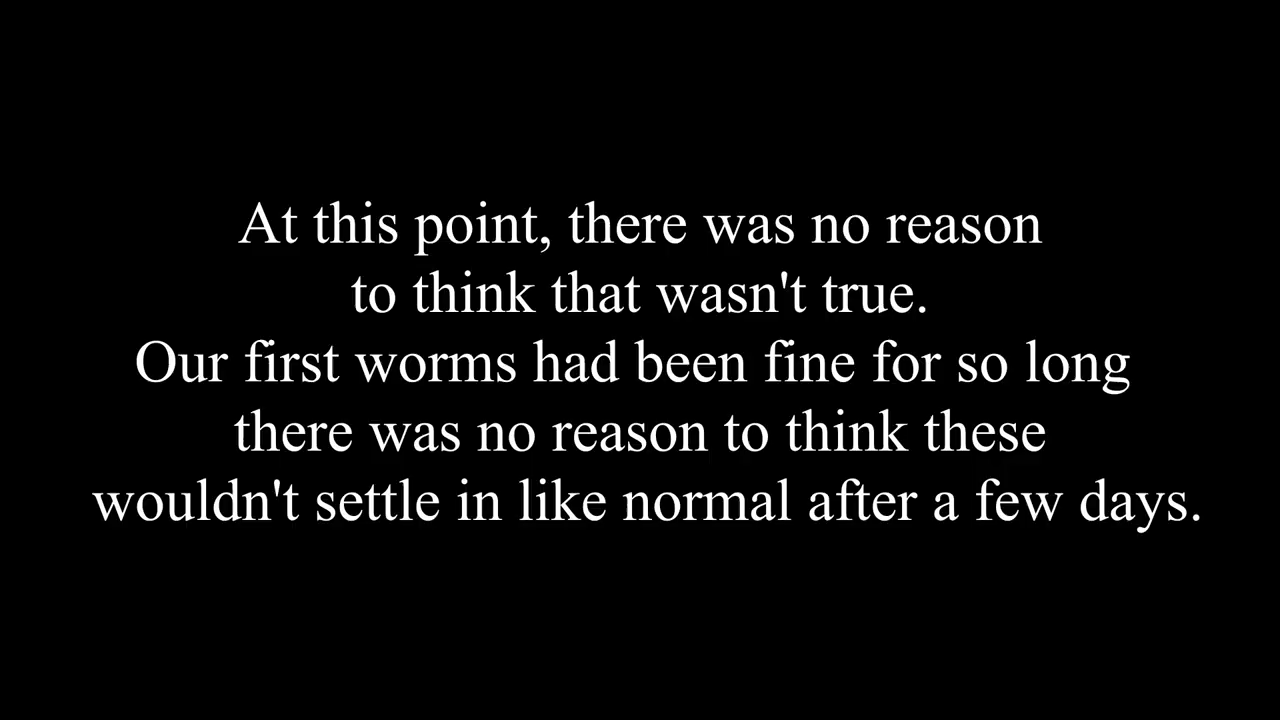 At this point, there was no reason
to think that wasn't true.
Our first worms had been fine for so long
there was no reason to think these
wouldn't settle in like normal after a few days.